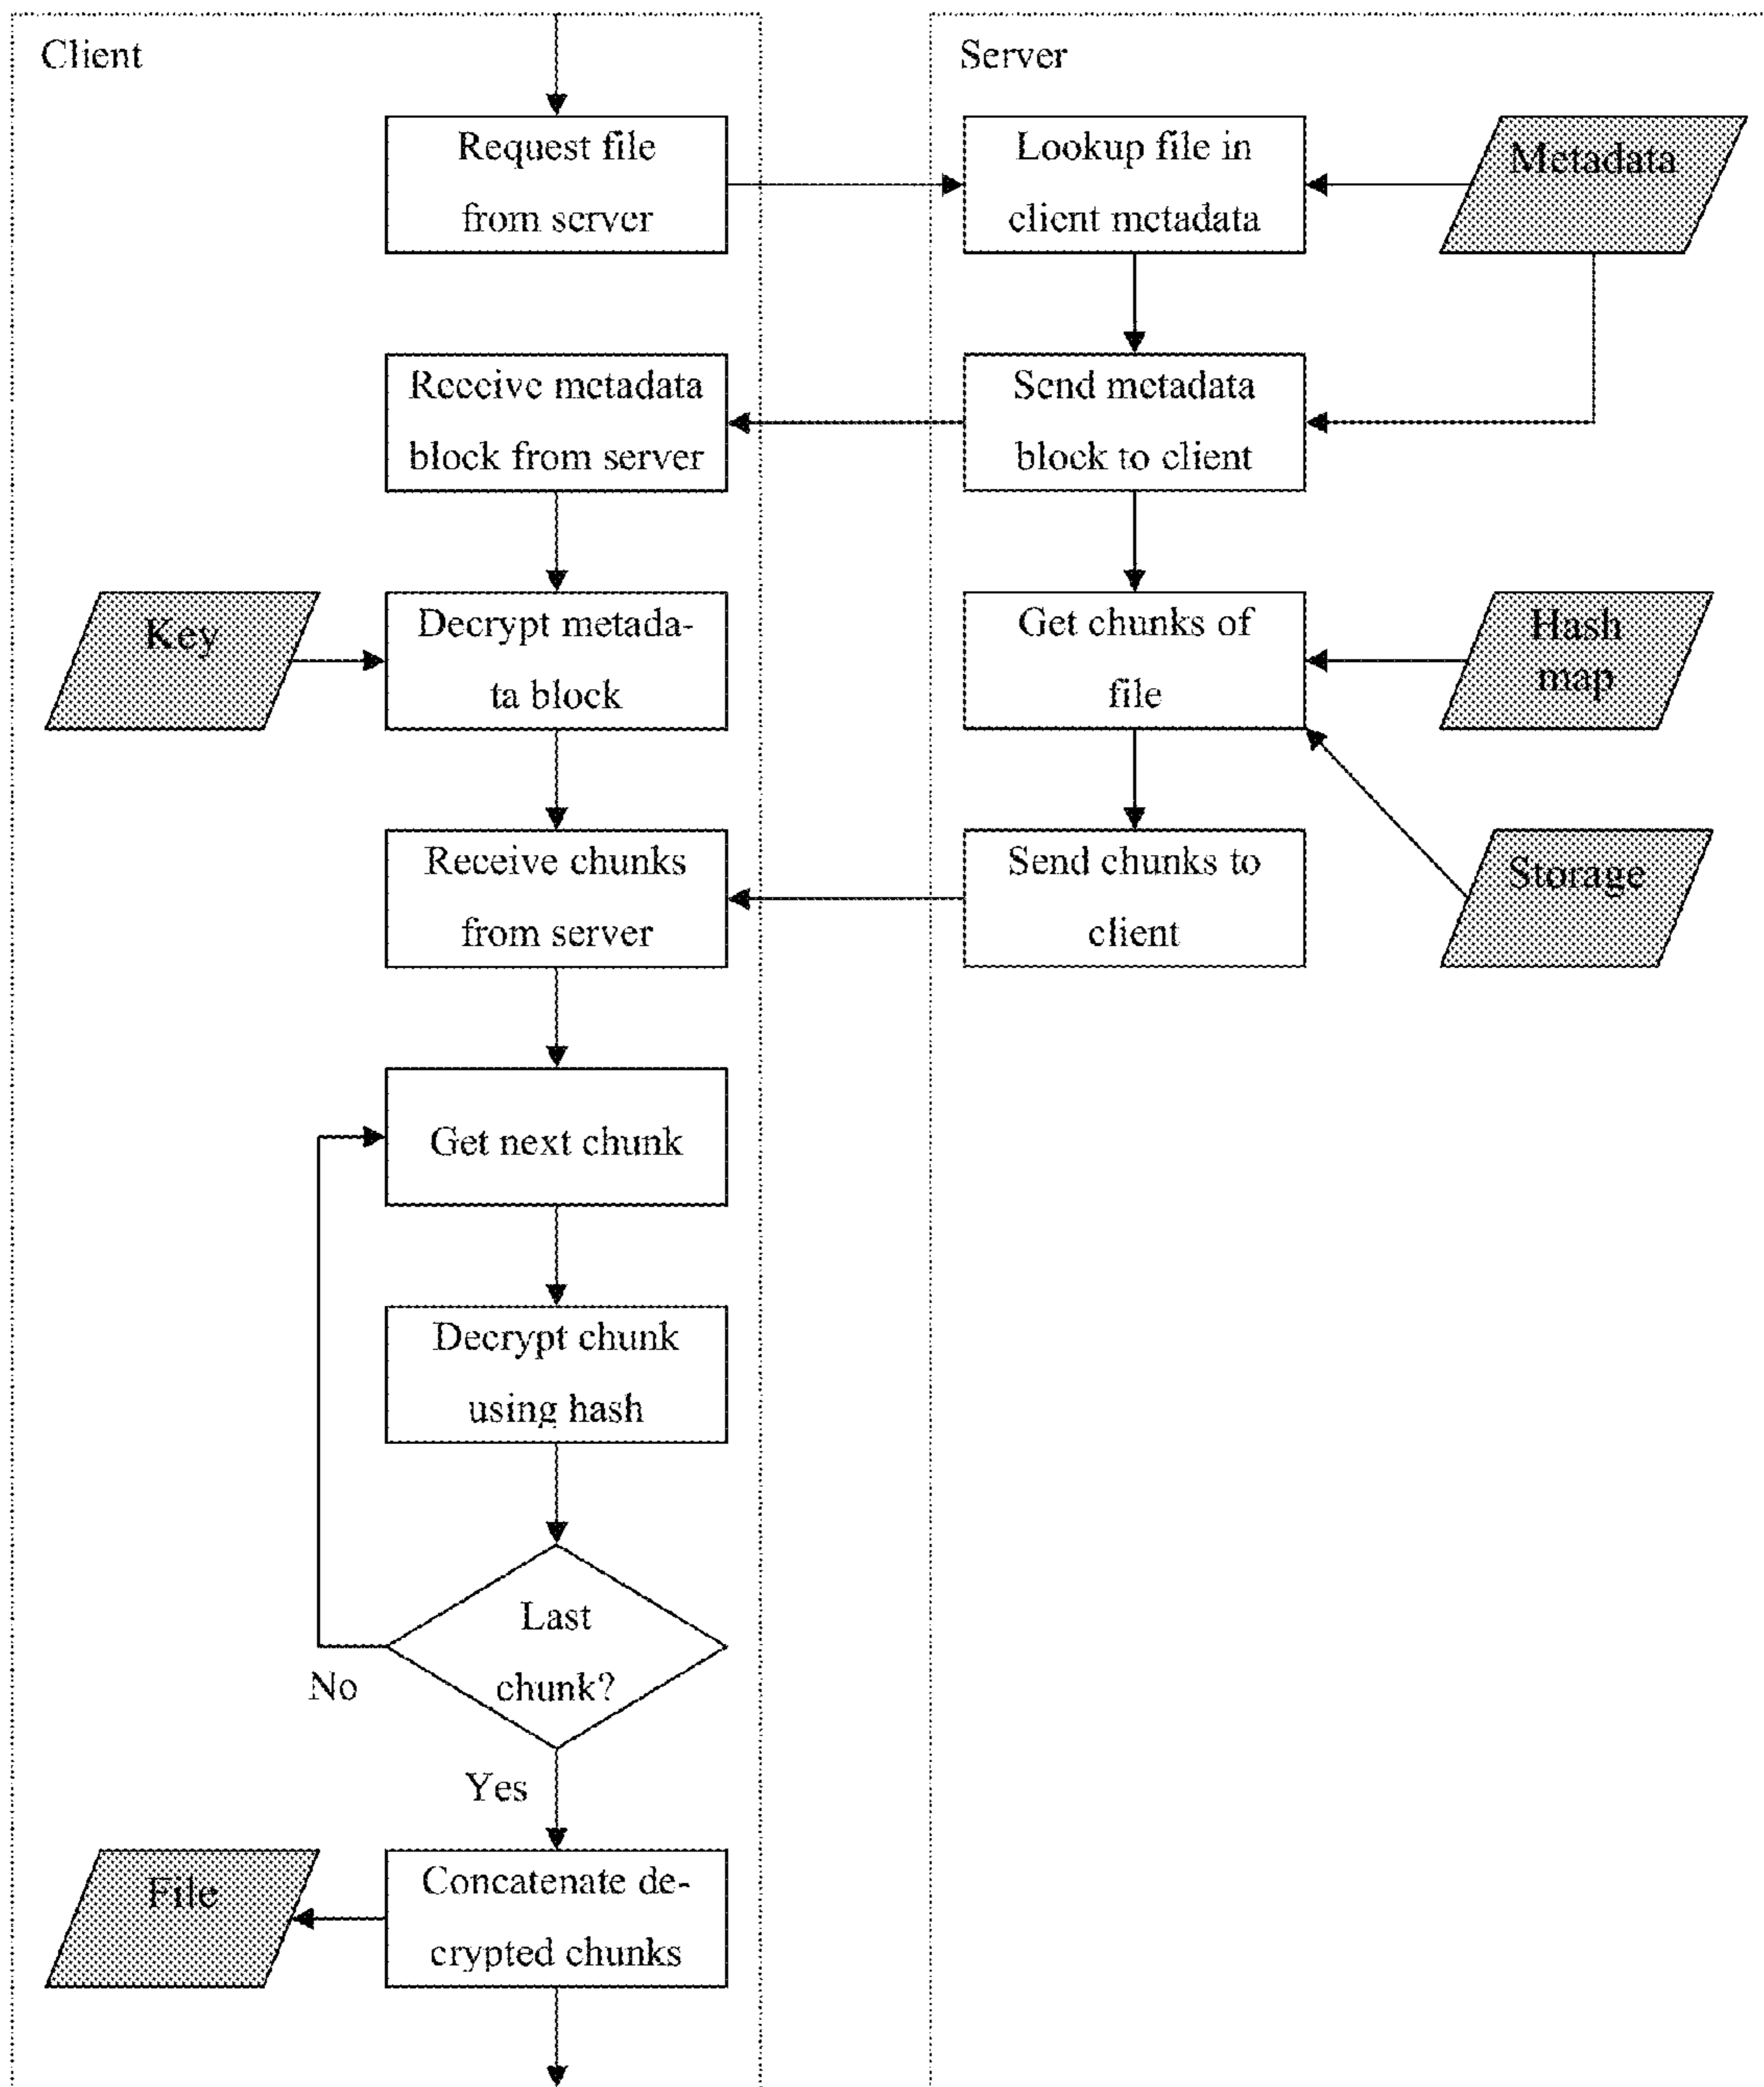 Client
Server
Request file
from server
Lookup file in
client metadata
Metadata
Receive metadata
block from server
Send metadata
block to client
Key
Decrypt metada-
ta block
Get chunks of
file
Hash
map
Receive chunks
from server
Send chunks to
client
Storage
Get next chunk
Decrypt chunk
using hash
Last
chunk?
No
Yes
File
Concatenate de-
crypted chunks